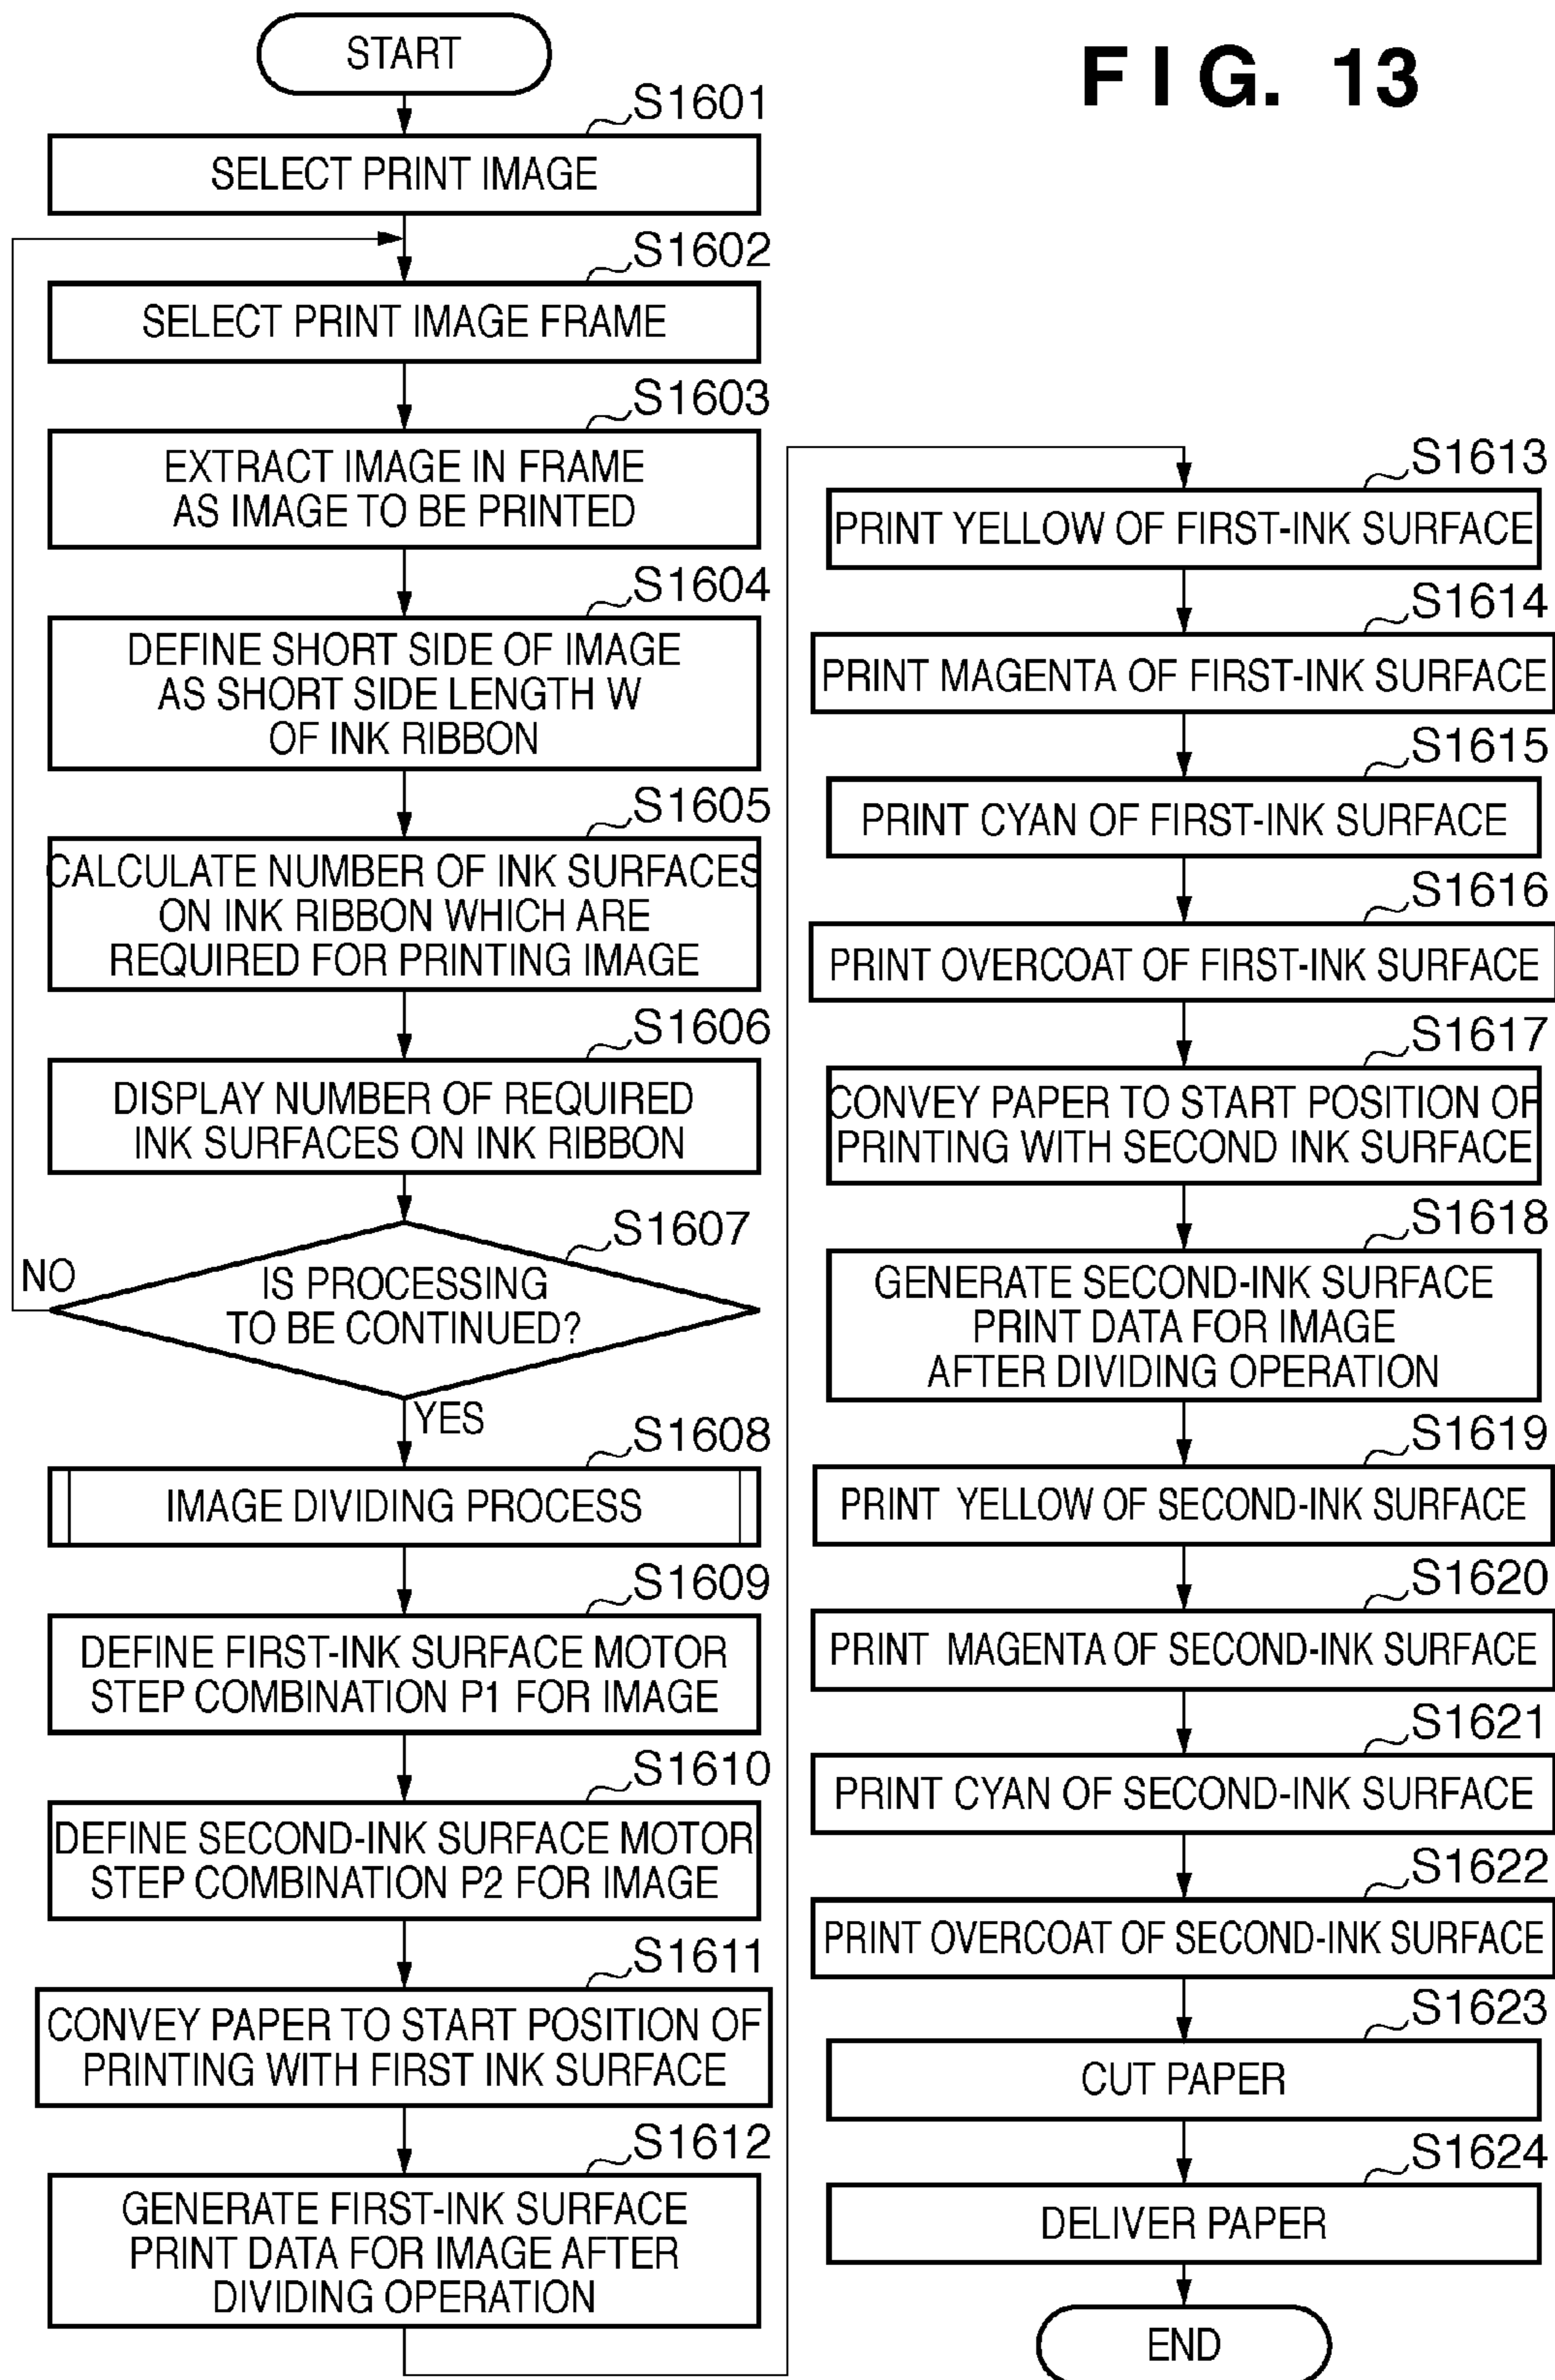 FIG. 13
START
S1601
SELECT PRINT IMAGE
S1602
SELECT PRINT IMAGE FRAME
S1603
EXTRACT IMAGE IN FRAME
AS IMAGE TO BE PRINTED
S1604
DEFINE SHORT SIDE OF IMAGE
AS SHORT SIDE LENGTH W
OF INK RIBBON
S1605
CALCULATE NUMBER OF INK SURFACES
ON INK RIBBON WHICH ARE
REQUIRED FOR PRINTING IMAGE
S1606
DISPLAY NUMBER OF REQUIRED
INK SURFACES ON INK RIBBON
S1607
NO
IS PROCESSING
TO BE CONTINUED?
YES
S1608
IMAGE DIVIDING PROCESS
S1609
DEFINE FIRST-INK SURFACE MOTOR
STEP COMBINATION P1 FOR IMAGE
S1610
DEFINE SECOND-INK SURFACE MOTOR
STEP COMBINATION P2 FOR IMAGE
S1611
CONVEY PAPER TO START POSITION OF
PRINTING WITH FIRST INK SURFACE
S1612
GENERATE FIRST-INK SURFACE
PRINT DATA FOR IMAGE AFTER
DIVIDING OPERATION
S1613
PRINT YELLOW OF FIRST-INK SURFACE
S1614
PRINT MAGENTA OF FIRST-INK SURFACE
S1615
PRINT CYAN OF FIRST-INK SURFACE
S1616
PRINT OVERCOAT OF FIRST-INK SURFACE
S1617
CONVEY PAPER TO START POSITION OF
PRINTING WITH SECOND INK SURFACE
S1618
GENERATE SECOND-INK SURFACE
PRINT DATA FOR IMAGE
AFTER DIVIDING OPERATION
S1619
PRINT YELLOW OF SECOND-INK SURFACE
S1620
PRINT MAGENTA OF SECOND-INK SURFACE
S1621
PRINT CYAN OF SECOND-INK SURFACE
S1622
PRINT OVERCOAT OF SECOND-INK SURFACE
S1623
CUT PAPER
S1624
DELIVER PAPER
END